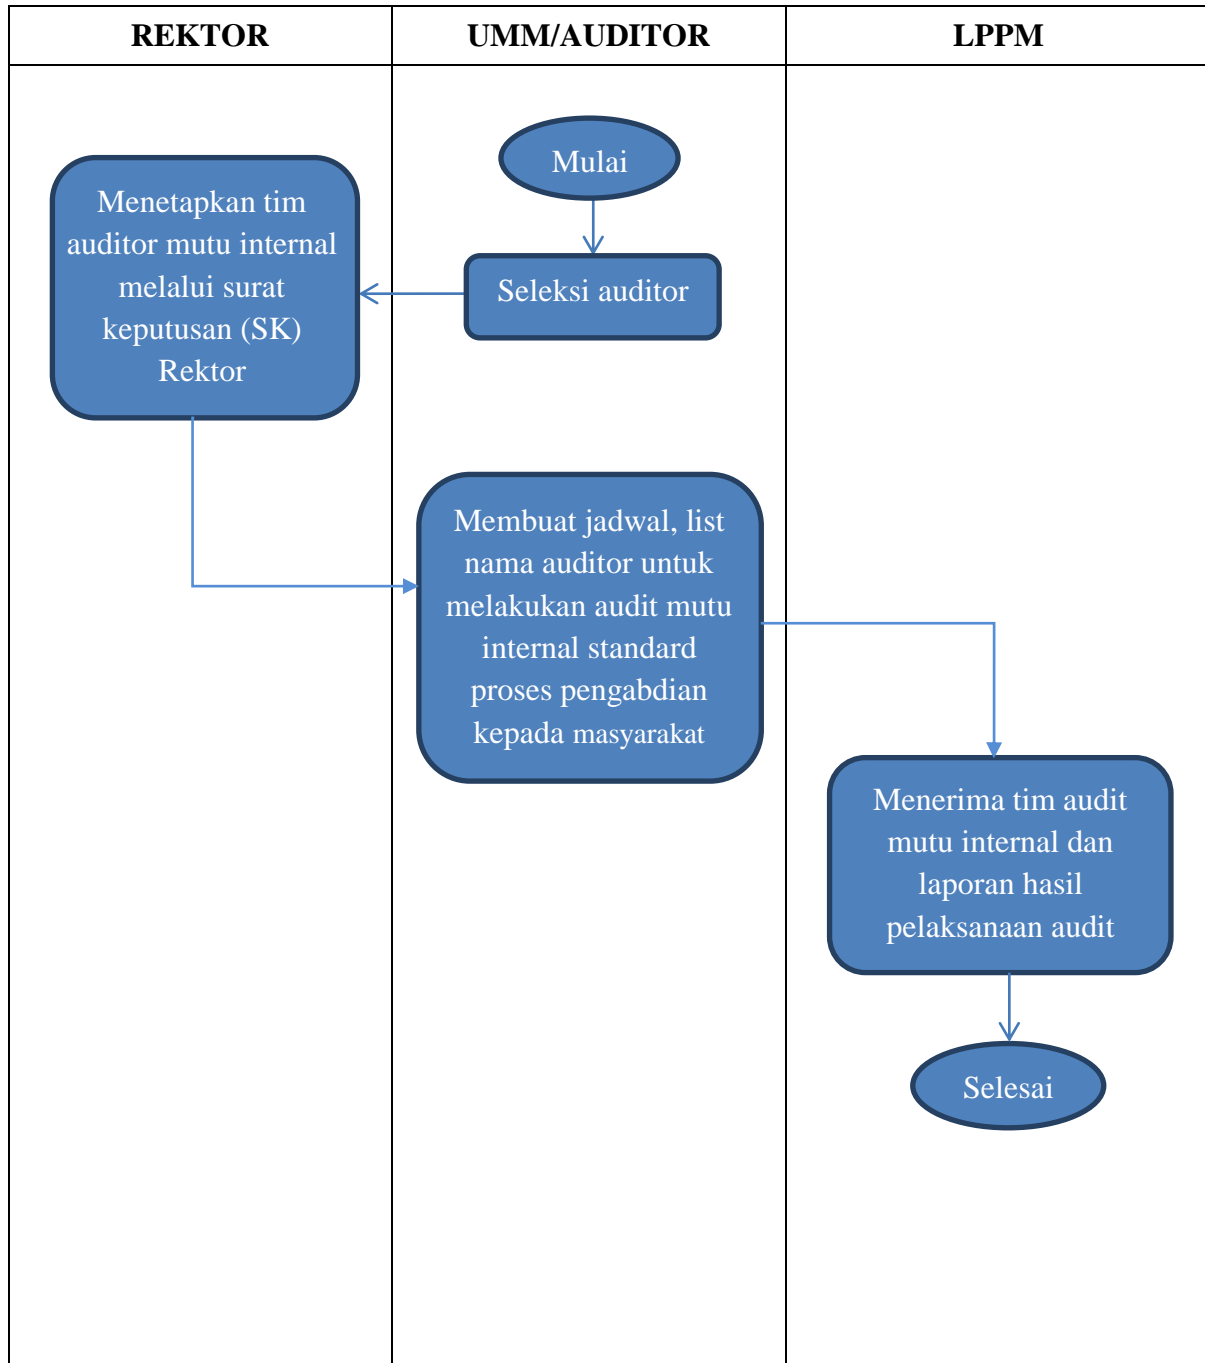 REKTOR
UMM/AUDITOR
LPPM
Mulai
Seleksi auditor
Menetapkan tim
auditor mutu internal
melalui surat
keputusan (SK)
Rektor
Membuat jadwal, list
nama auditor untuk
melakukan audit mutu
internal standard
proses pengabdian
kepada masyarakat
Menerima tim audit
mutu internal dan
laporan hasil
pelaksanaan audit
Selesai